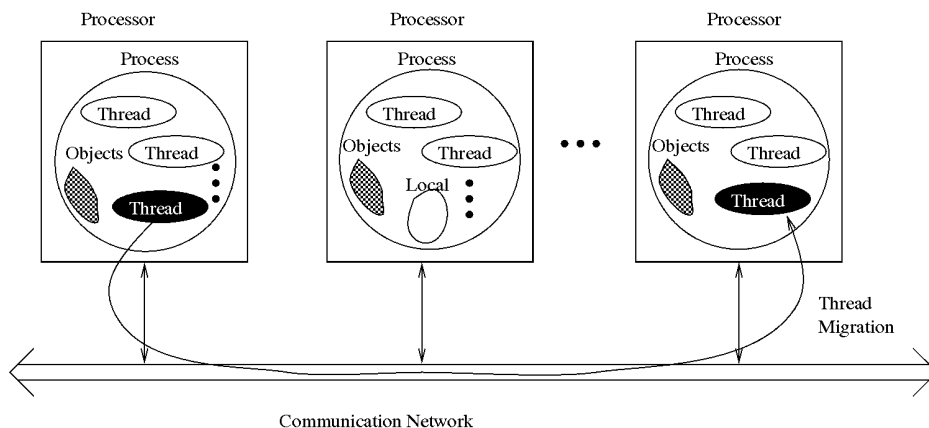 Processor
Processor
Processor
Process
Thread
Objects
Thread
Thread
Process
Thread
Objects
Thread
Local
Process
Thread
Objects
Thread
Thread
Thread
Migration
Communication Network